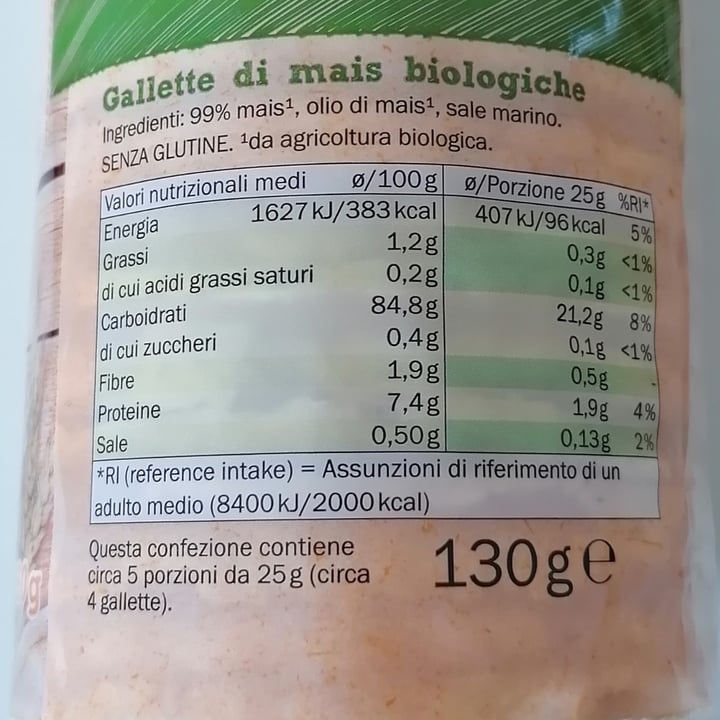 Gallette di mais biologiche
Ingredienti: 99% mais¹, olio di mais¹, sale marino.
SENZA GLUTINE. ¹da agricoltura biologica.
Valori nutrizionali medi ø/100g ø/Porzione 25g %RI*
Energia 1627 kJ/383 kcal 407 kJ/96 kcal 5%
Grassi 1,2g 0,3g <1%
di cui acidi grassi saturi 0,2g 0,1g <1%
Carboidrati 84,8g 21,2g 8%
di cui zuccheri 0,4g 0,1g <1%
Fibre 1,9g 0,5g -
Proteine 7,4g 1,9g 4%
Sale 0,50g 0,13g 2%
*RI (reference intake) = Assunzioni di riferimento di un
adulto medio (8400 kJ/2000 kcal)
Questa confezione contiene
circa 5 porzioni da 25 g (circa
4 gallette).
130 g e